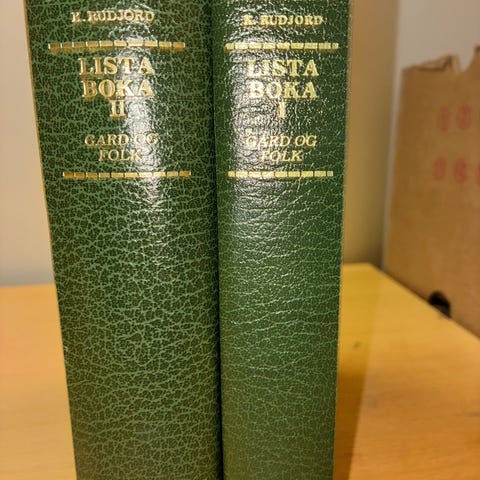 K. RUDJORD
LISTA
BOKA
II
GARD OG
FOLK
K. RUDJORD
LISTA
BOKA
I
GARD OG
FOLK